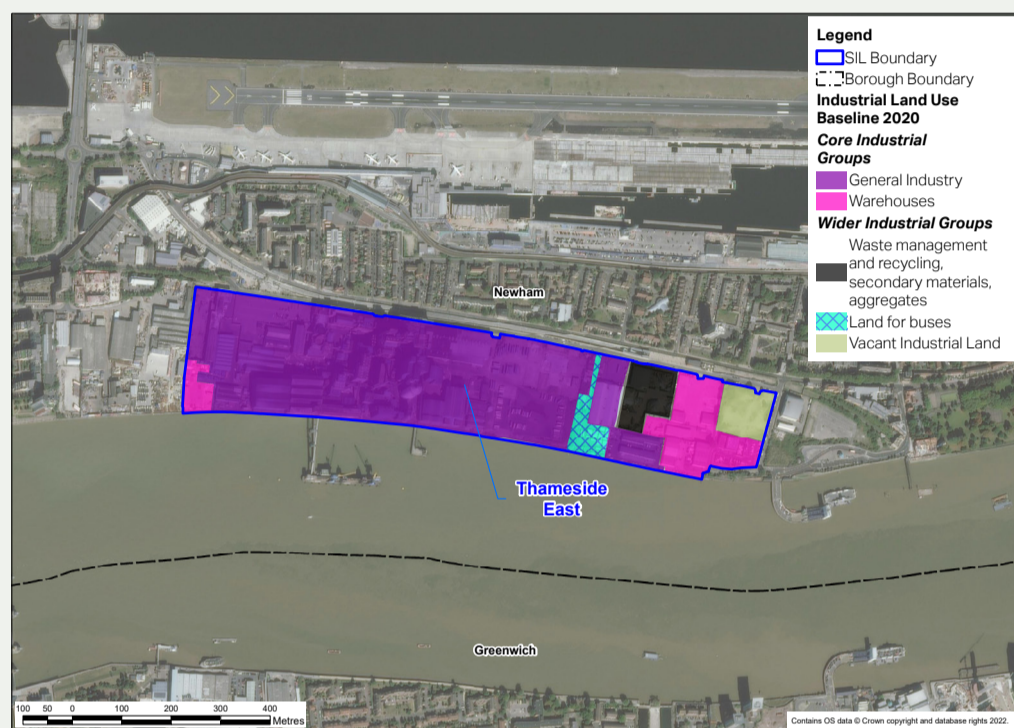 Legend
SIL Boundary
Borough Boundary
Industrial Land Use
Baseline 2020
Core Industrial
Groups
General Industry
Warehouses
Wider Industrial Groups
Waste management
and recycling,
secondary materials,
aggregates
Land for buses
Vacant Industrial Land
Newham
Thameside
East
Greenwich
100 50 0 100 200 300 400
Metres
Contains OS data © Crown copyright and database rights 2022.